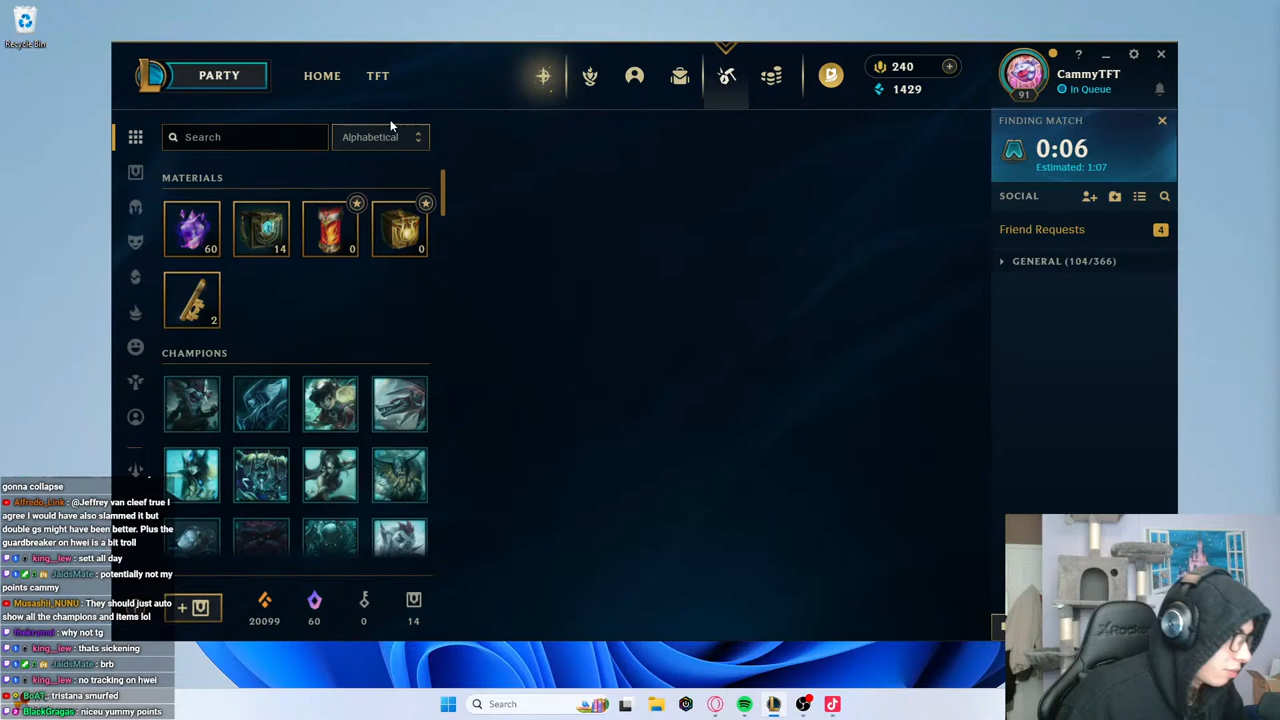 Recycle Bin
PARTY
HOME
TFT
240
1429
?
91
CammyTFT
In Queue
FINDING MATCH
0:06
Estimated: 1:07
SOCIAL
Friend Requests
4
GENERAL (104/366)
Search
Alphabetical
MATERIALS
60
14
0
0
2
CHAMPIONS
+
20099
60
0
14
gonna collapse
Alfredo_Link : @Jeffrey van cleef true I
agree I would have also slammed it but
double gs might have been better. Plus the
guardbreaker on hwei is a bit troll
king__lew : sett all day
JaidsMate : potentially not my
points cammy
Musashii_NUNU : They should just auto
show all the champions and items lol
: why not tg
king__lew : thats sickening
JaidsMate : brb
king__lew : no tracking on hwei
BoAT_ : tristana smurfed
BlackGragas : niceu yummy points
Search
XRocker